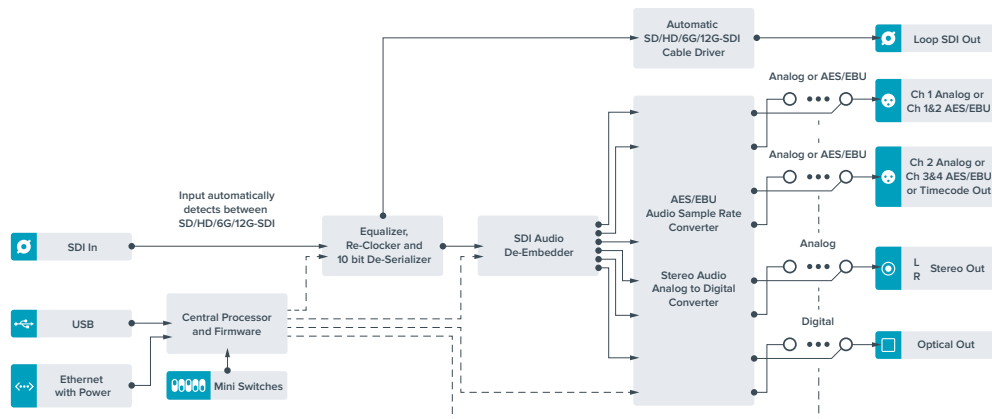 Automatic
SD/HD/6G/12G-SDI
Cable Driver
Loop SDI Out
Analog or AES/EBU
Ch 1 Analog or
Ch 1&2 AES/EBU
Analog or AES/EBU
Ch 2 Analog or
Ch 3&4 AES/EBU
or Timecode Out
Input automatically
detects between
SD/HD/6G/12G-SDI
AES/EBU
Audio Sample Rate
Converter
Equalizer,
Re-Clocker and
10 bit De-Serializer
SDI In
SDI Audio
De-Embedder
Analog
L
R
Stereo Out
Stereo Audio
Analog to Digital
Converter
USB
Central Processor
and Firmware
Digital
Optical Out
Ethernet
with Power
Mini Switches